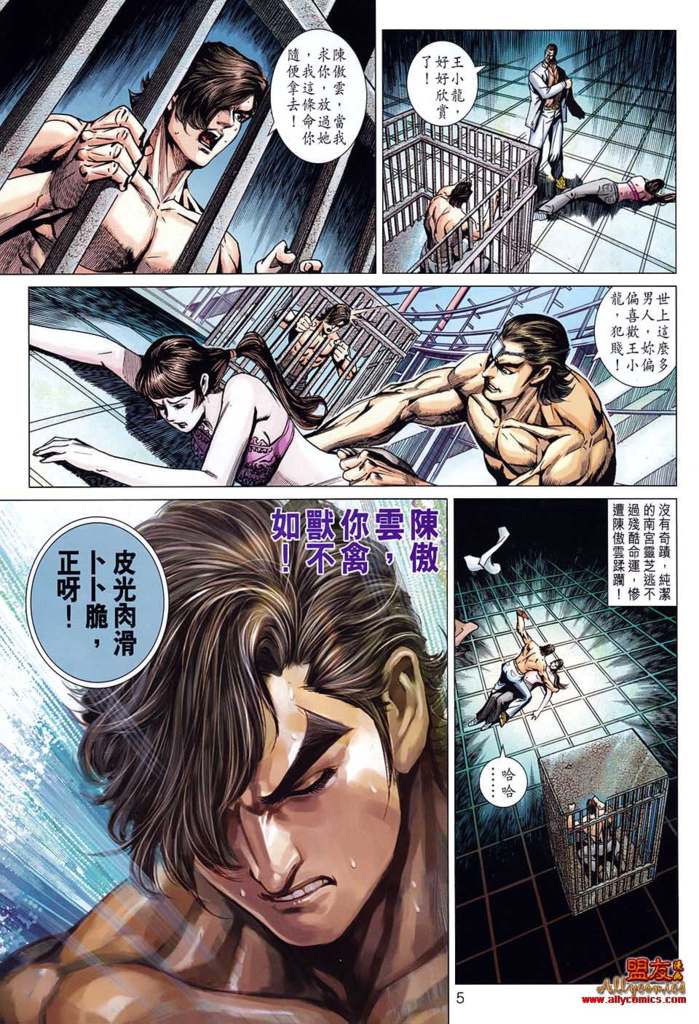 王小龍，
好好欣賞
了！
陳傲雲，當我
求你，放過她
，我這條命你
隨便拿去！
世上這麼多
男人，妳偏
偏喜歡王小
龍，犯賤！
沒有奇蹟，純潔
的南宮靈芝逃不
過殘酷命運，慘
遭陳傲雲蹂躪！
陳傲
雲，
你禽
獸不
如！
皮光肉滑
卜卜脆，
正呀！
哈哈
……
5
盟友
漫畫
Allycomics
www.allycomics.com